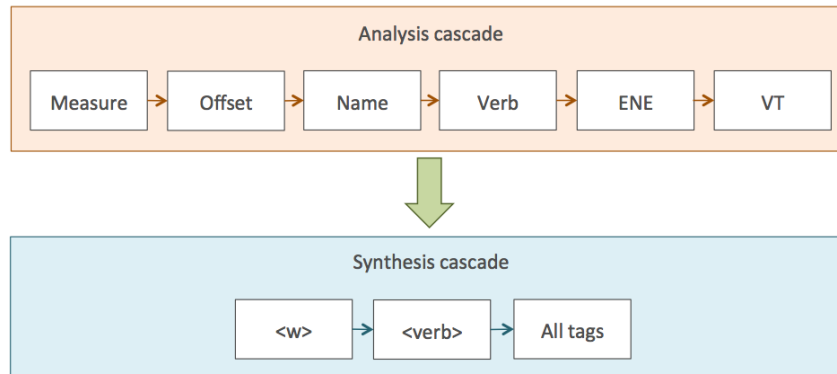 Analysis cascade
Measure Offset Name Verb ENE VT
Synthesis cascade
<w> <verb> All tags